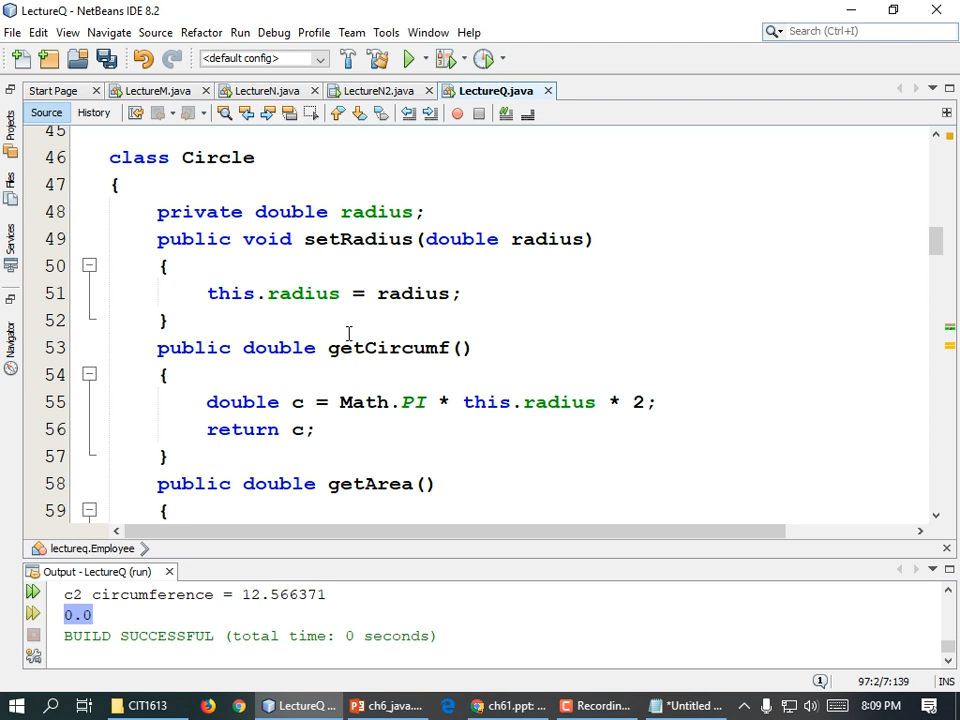 LectureQ - NetBeans IDE 8.2
File Edit View Navigate Source Refactor Run Debug Profile Team Tools Window Help
Search (Ctrl+I)
<default config>
Start Page LectureM.java LectureN.java LectureN2.java LectureQ.java
Source History
Projects
Files
Services
Navigator
45
46 class Circle
47 {
48 private double radius;
49 public void setRadius(double radius)
50 {
51 this.radius = radius;
52 }
53 public double getCircumf()
54 {
55 double c = Math.PI * this.radius * 2;
56 return c;
57 }
58 public double getArea()
59 {
lectureq.Employee
Output - LectureQ (run)
c2 circumference = 12.566371
0.0
BUILD SUCCESSFUL (total time: 0 seconds)
97:2/7:139 INS
CIT1613 LectureQ ... ch6_java.... ch61.ppt: ... Recordin... *Untitled ... 8:09 PM